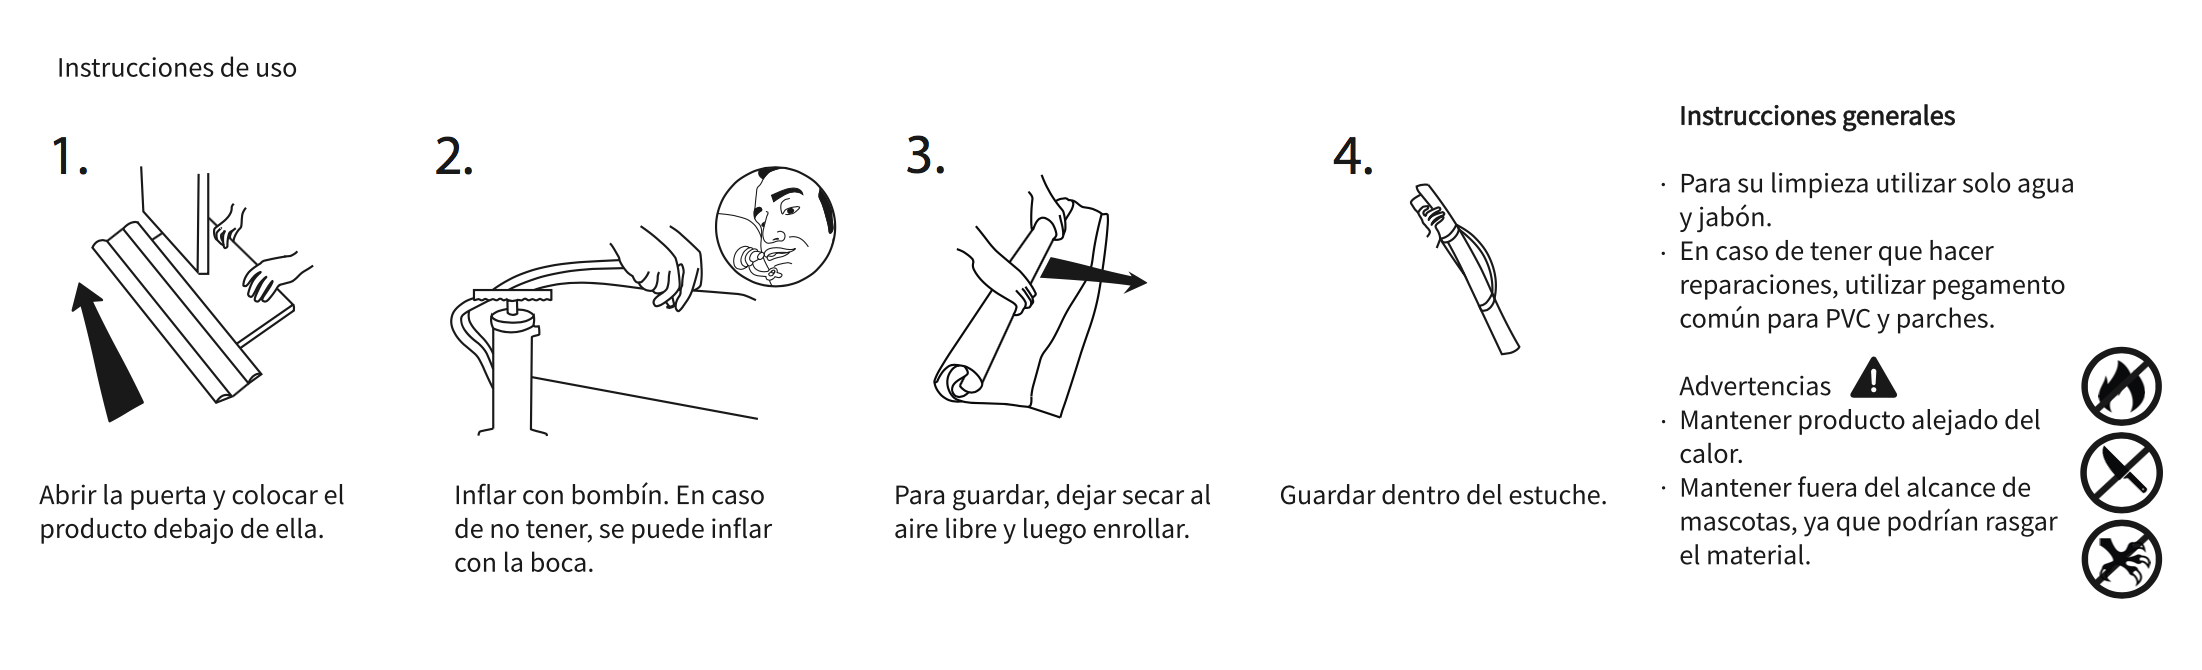 Instrucciones de uso
1.
Abrir la puerta y colocar el
producto debajo de ella.
2.
Inflar con bombín. En caso
de no tener, se puede inflar
con la boca.
3.
Para guardar, dejar secar al
aire libre y luego enrollar.
4.
Guardar dentro del estuche.
Instrucciones generales
· Para su limpieza utilizar solo agua
y jabón.
· En caso de tener que hacer
reparaciones, utilizar pegamento
común para PVC y parches.
Advertencias
· Mantener producto alejado del
calor.
· Mantener fuera del alcance de
mascotas, ya que podrían rasgar
el material.